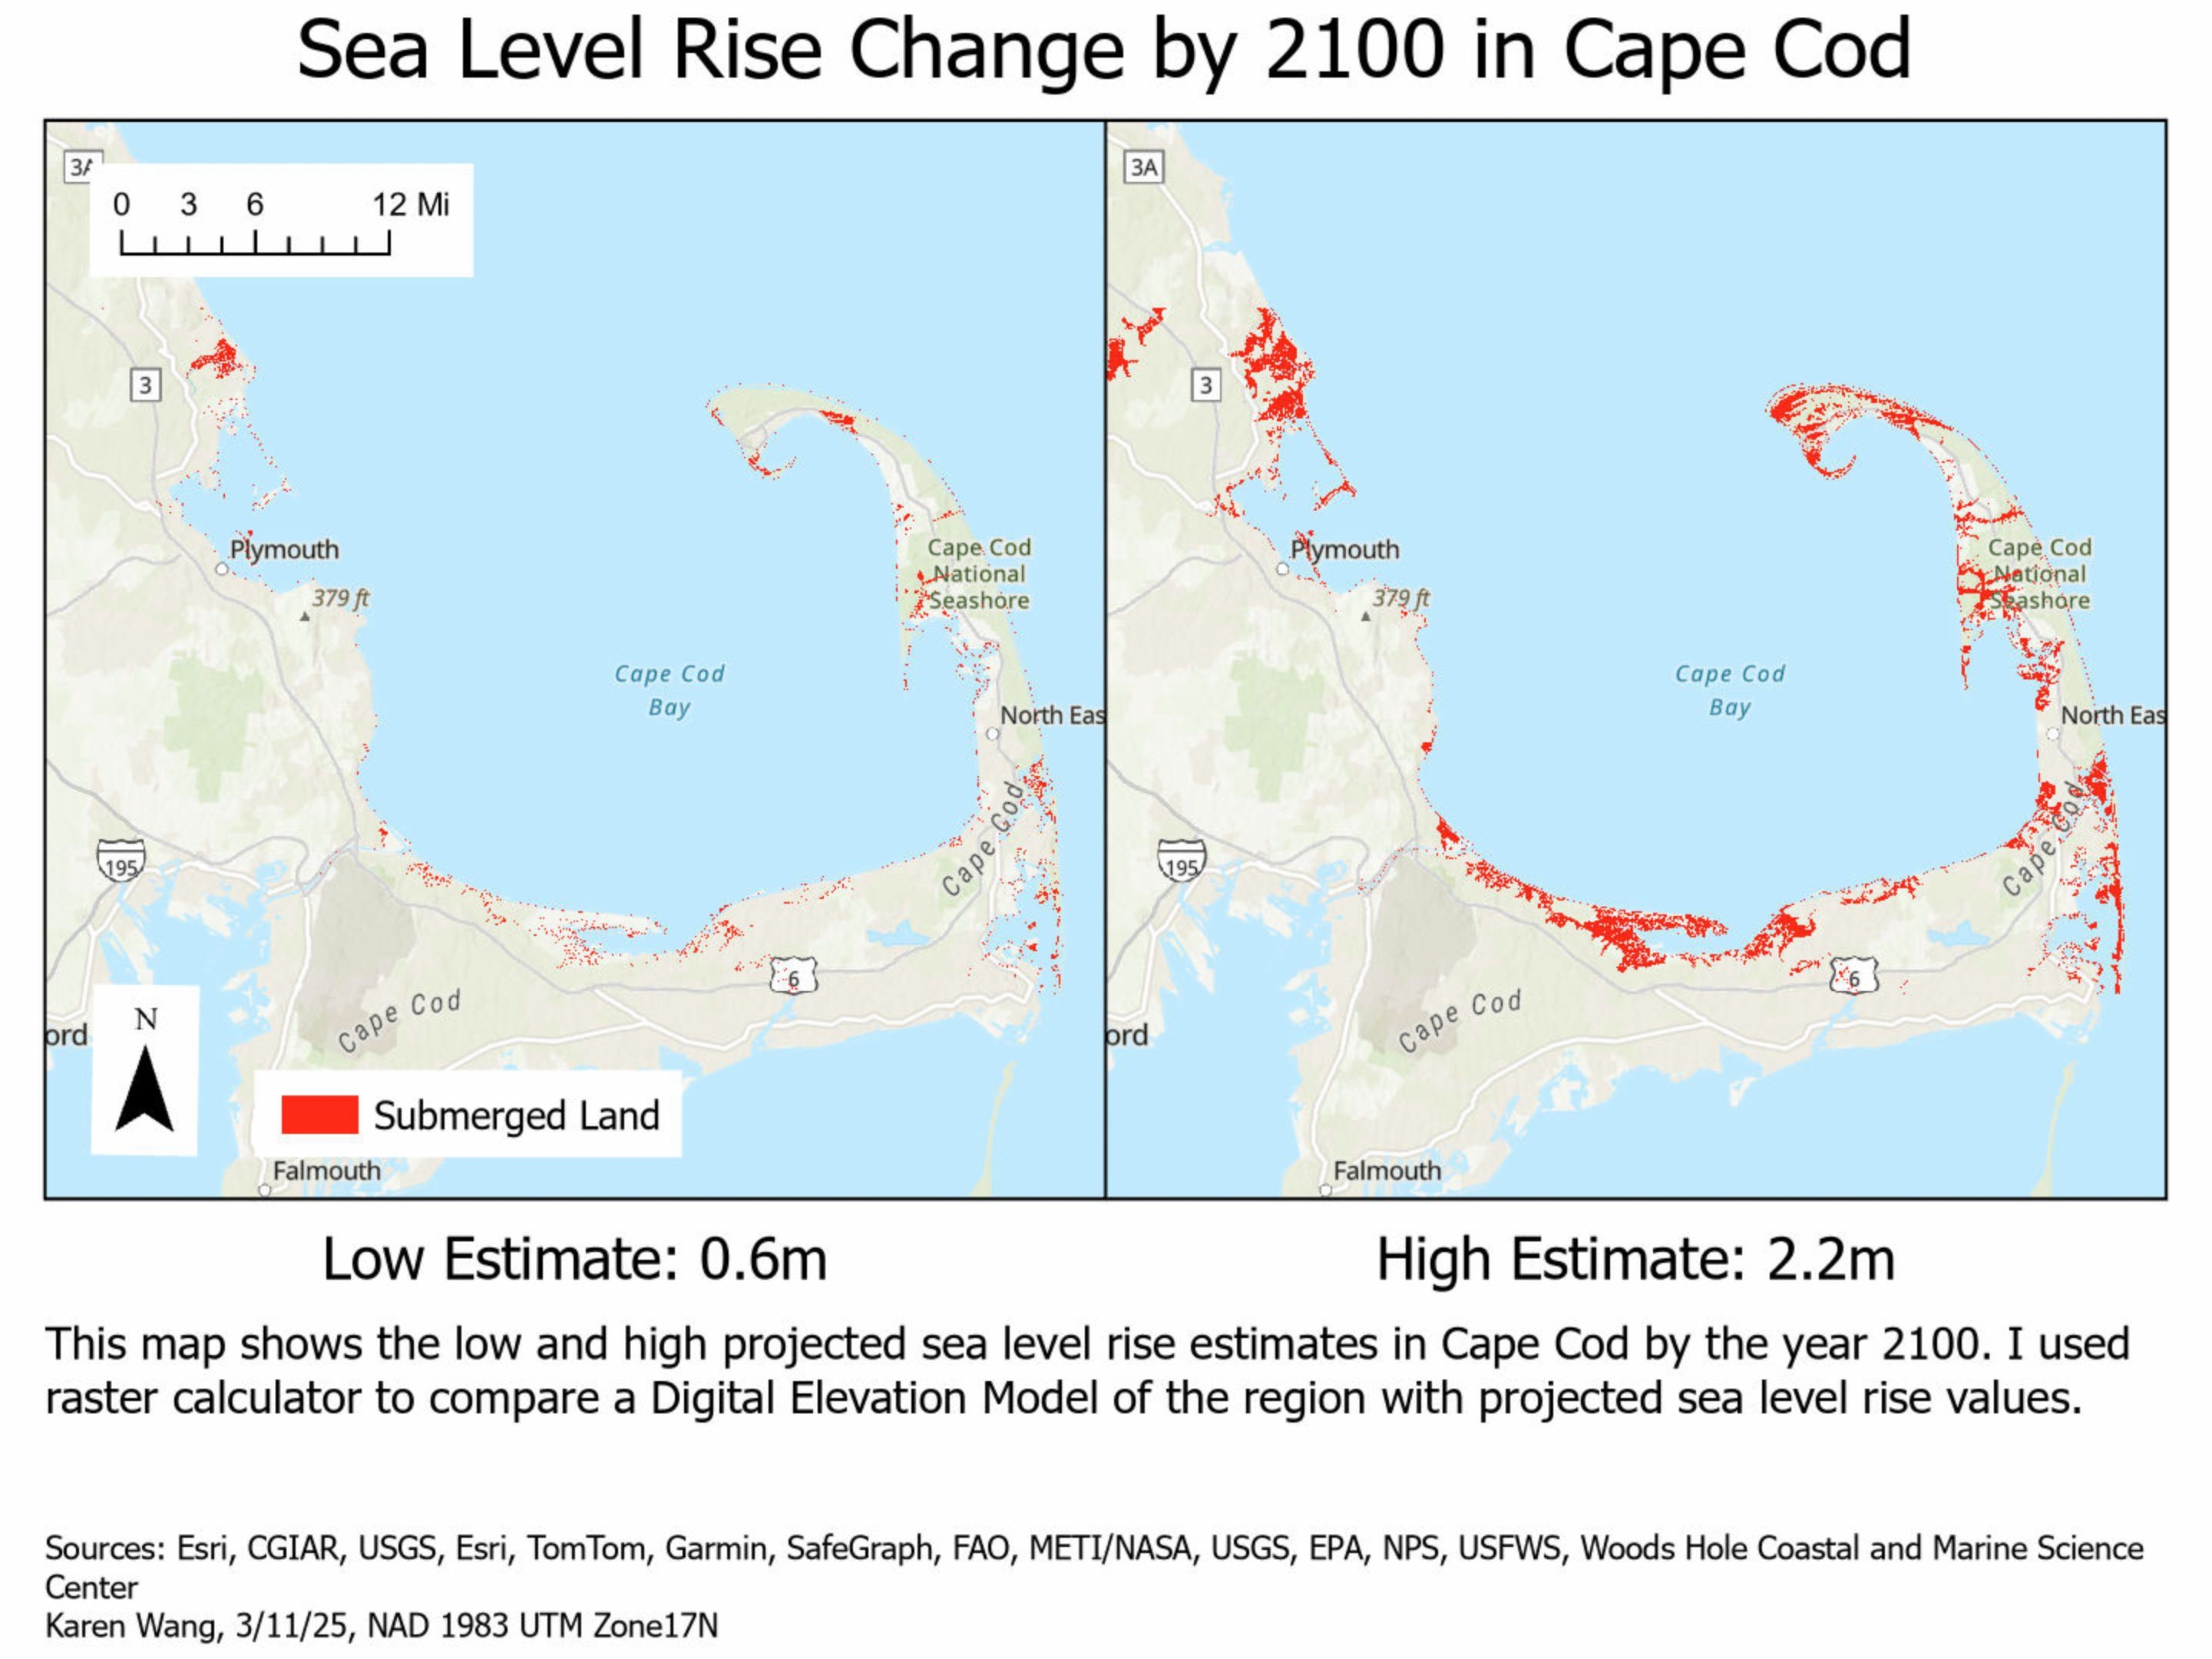 Sea Level Rise Change by 2100 in Cape Cod
0 3 6 12 Mi
3
Plymouth
379 ft
Cape Cod
National
Seashore
Cape Cod
Bay
North Eas
Cape Cod
195
6
Cape Cod
ord
N
Submerged Land
Falmouth
3A
3
Plymouth
379 ft
Cape Cod
National
Seashore
Cape Cod
Bay
North Eas
Cape Cod
195
6
Cape Cod
ord
Falmouth
Low Estimate: 0.6m
High Estimate: 2.2m
This map shows the low and high projected sea level rise estimates in Cape Cod by the year 2100. I used
raster calculator to compare a Digital Elevation Model of the region with projected sea level rise values.
Sources: Esri, CGIAR, USGS, Esri, TomTom, Garmin, SafeGraph, FAO, METI/NASA, USGS, EPA, NPS, USFWS, Woods Hole Coastal and Marine Science
Center
Karen Wang, 3/11/25, NAD 1983 UTM Zone17N